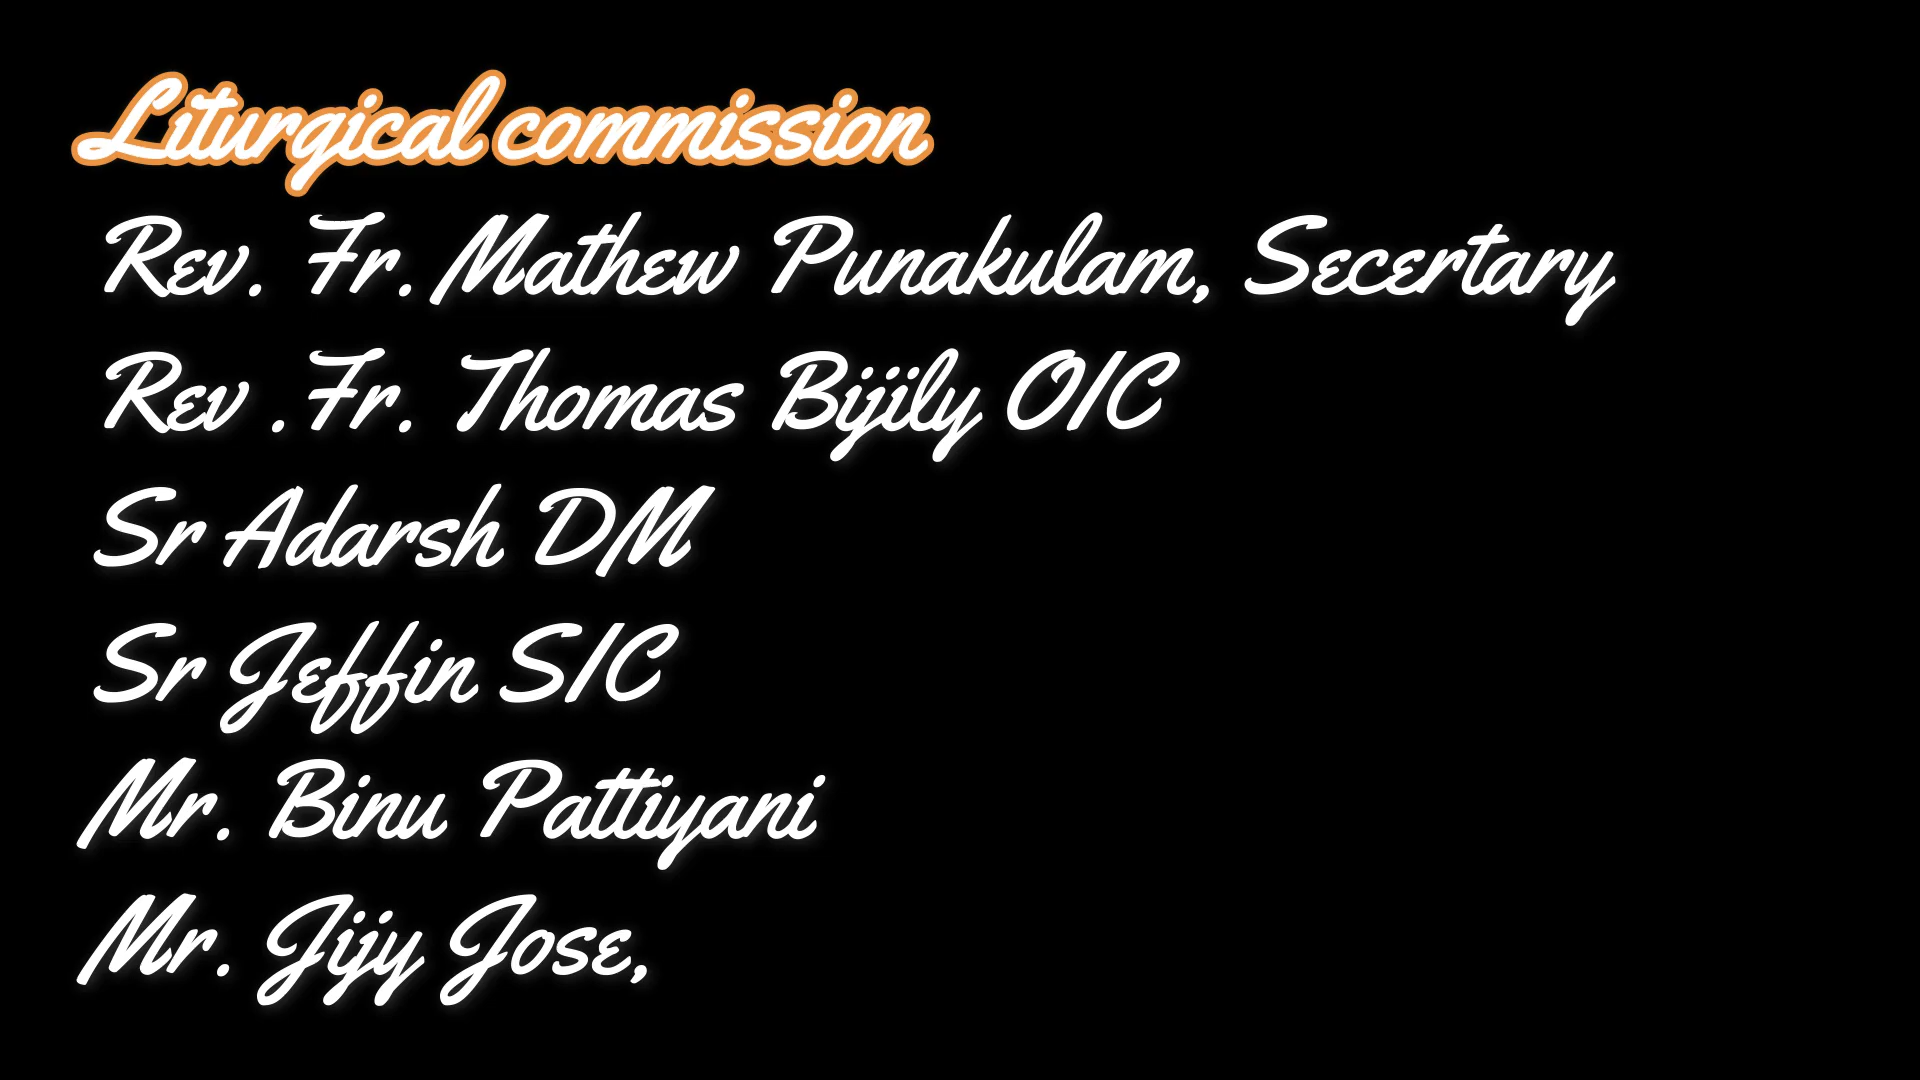 Liturgical commission
Rev. Fr. Mathew Punakulam, Secertary
Rev .Fr. Thomas Bijily OIC
Sr Adarsh DM
Sr Jeffin SIC
Mr. Binu Pattiyani
Mr. Jijy Jose,